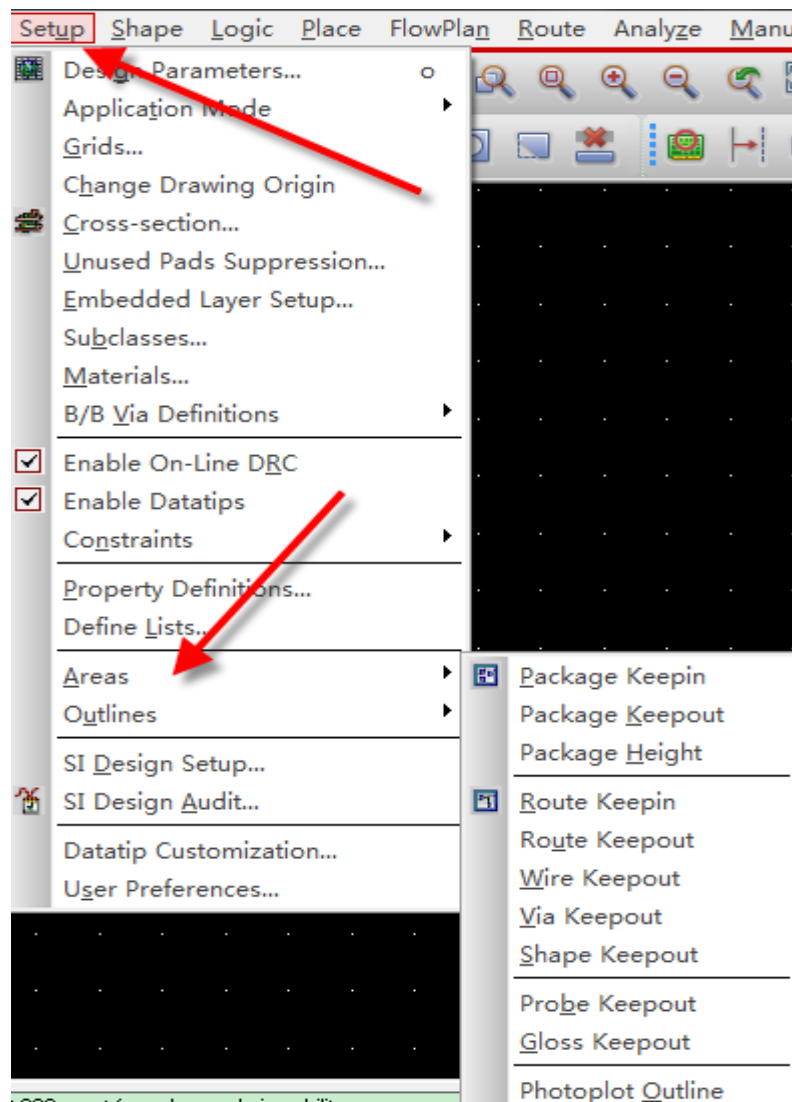 Setup Shape Logic Place FlowPlan Route Analyze Manu
Design Parameters... o
Application Mode
Grids...
Change Drawing Origin
Cross-section...
Unused Pads Suppression...
Embedded Layer Setup...
Subclasses...
Materials...
B/B Via Definitions
Enable On-Line DRC
Enable Datatips
Constraints
Property Definitions...
Define Lists...
Areas
Outlines
SI Design Setup...
SI Design Audit...
Datatip Customization...
User Preferences...
Package Keepin
Package Keepout
Package Height
Route Keepin
Route Keepout
Wire Keepout
Via Keepout
Shape Keepout
Probe Keepout
Gloss Keepout
Photoplot Outline